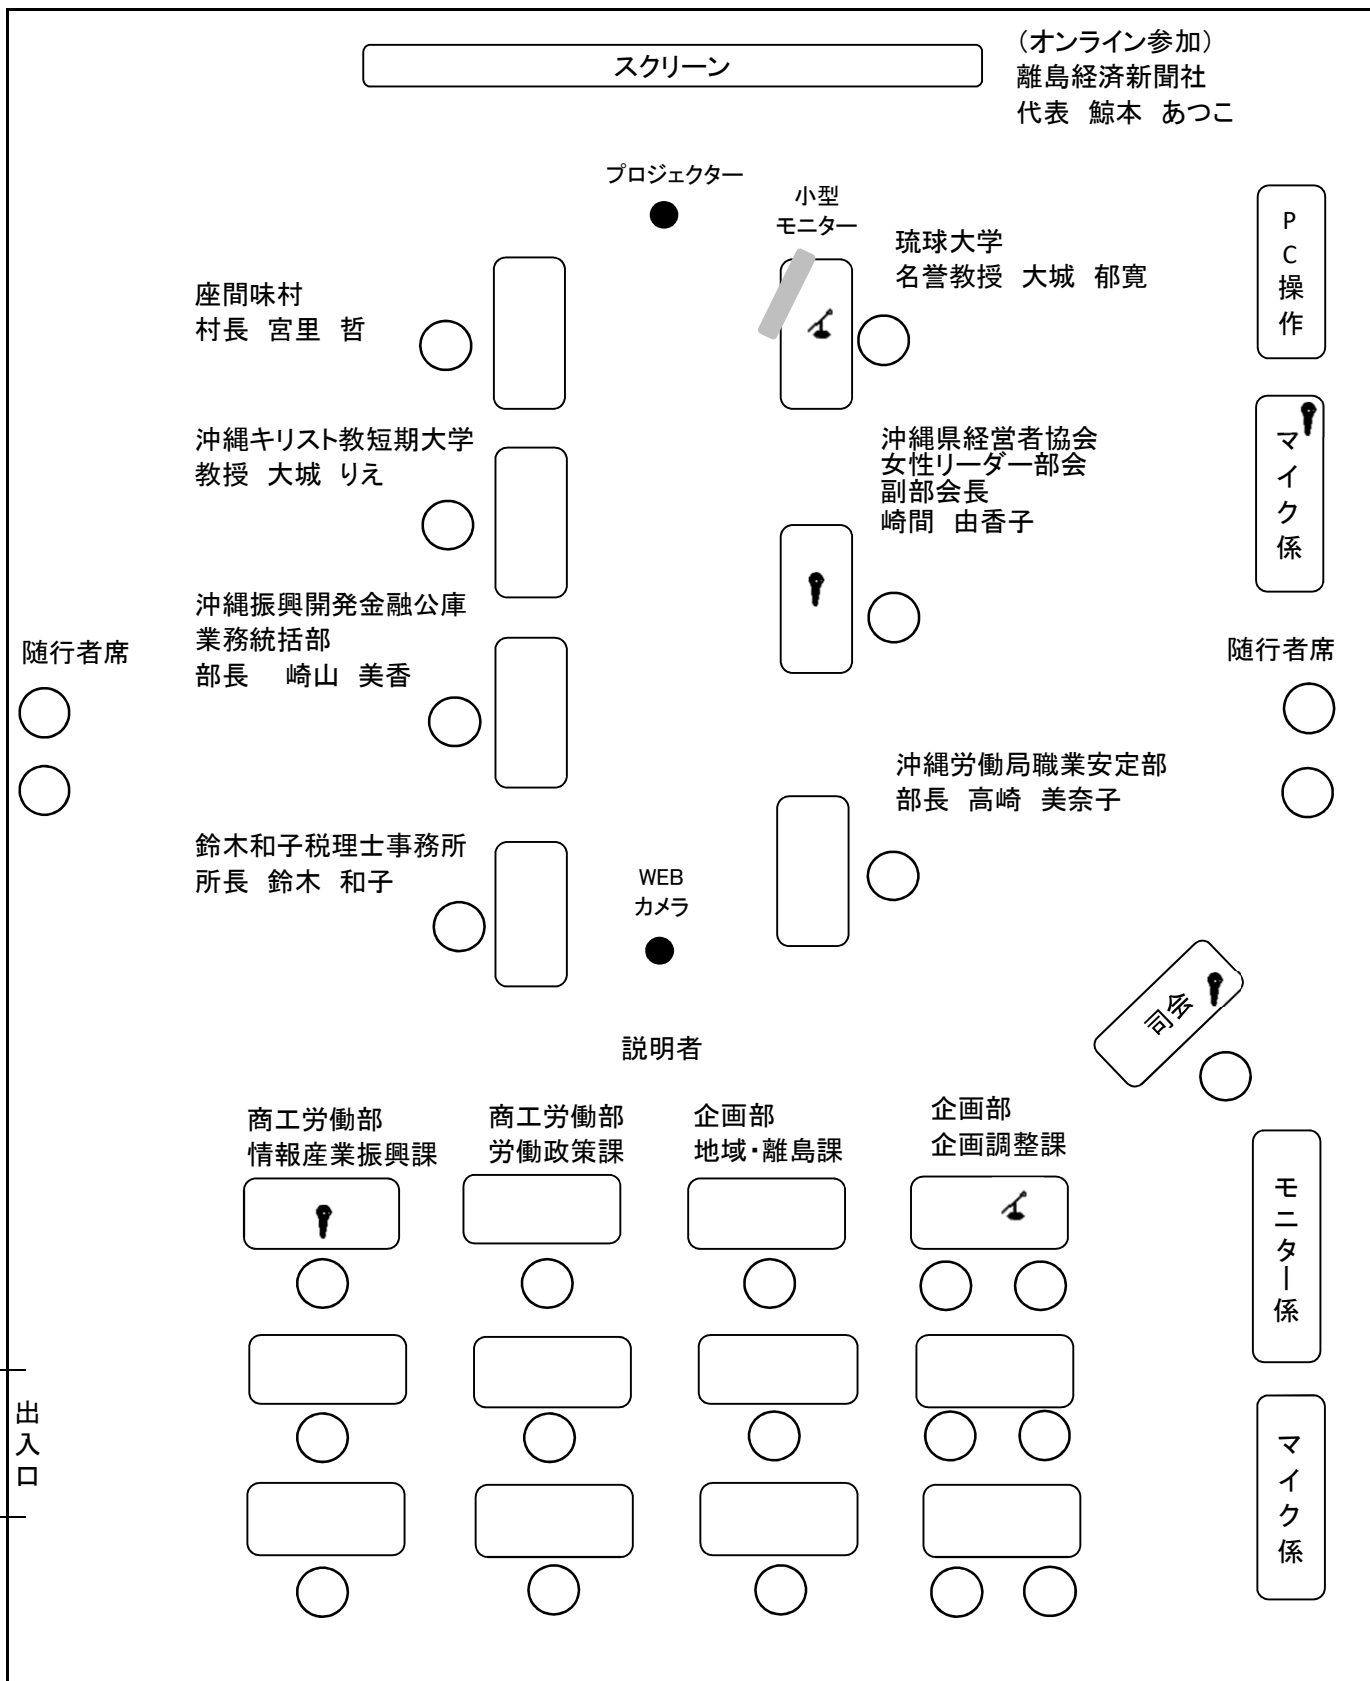 スクリーン
（オンライン参加）
離島経済新聞社
代表　鯨本　あつこ
プロジェクター
小型
モニター
琉球大学
名誉教授　大城　郁寛
PC操作
座間味村
村長　宮里　哲
マイク係
沖縄キリスト教短期大学
教授　大城　りえ
沖縄県経営者協会
女性リーダー部会
副部会長
崎間　由香子
沖縄振興開発金融公庫
業務統括部
部長　崎山　美香
随行者席
随行者席
沖縄労働局職業安定部
部長　高崎　美奈子
鈴木和子税理士事務所
所長　鈴木　和子
WEB
カメラ
司会
説明者
商工労働部
情報産業振興課
商工労働部
労働政策課
企画部
地域・離島課
企画部
企画調整課
モニター係
出入口
マイク係